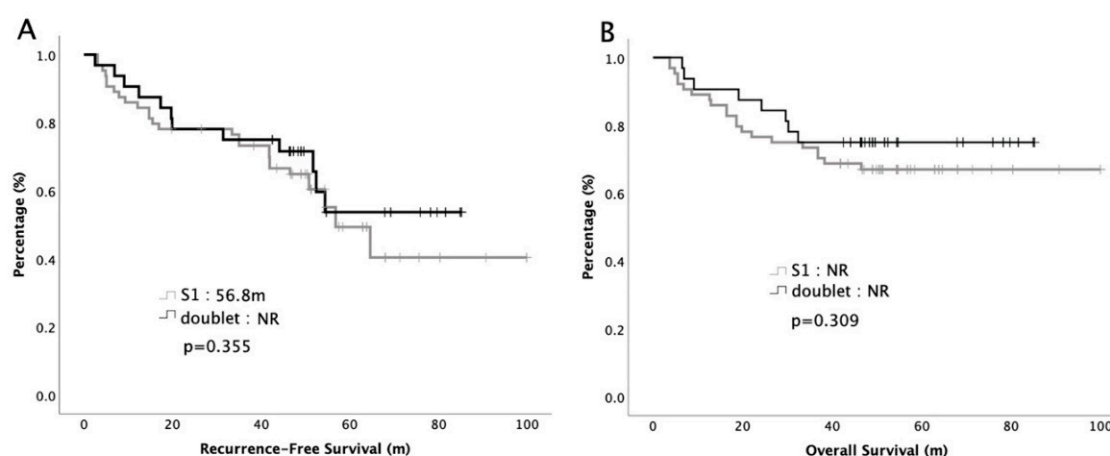 A
Percentage (%)
1.0
0.8
0.6
0.4
0.2
0.0
S1 : 56.8m
doublet : NR
p=0.355
0 20 40 60 80 100
Recurrence-Free Survival (m)
B
Percentage (%)
1.0
0.8
0.6
0.4
0.2
0.0
S1 : NR
doublet : NR
p=0.309
0 20 40 60 80 100
Overall Survival (m)